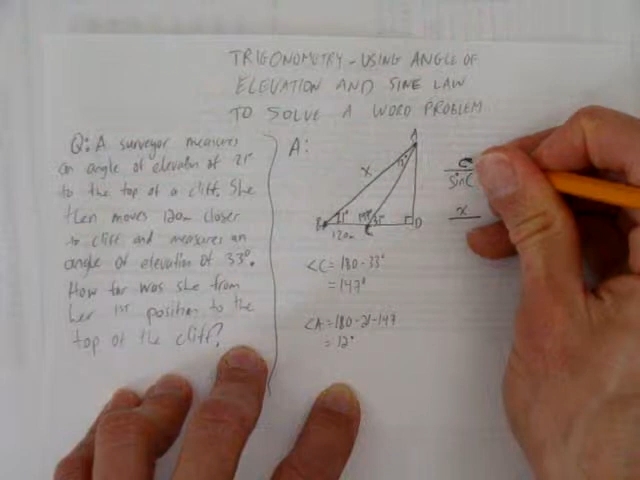 TRIGONOMETRY - USING ANGLE OF
ELEVATION AND SINE LAW
TO SOLVE A WORD PROBLEM
Q: A surveyor measures
an angle of elevation of 21°
to the top of a cliff. She
then moves 120m closer
to cliff and measures an
angle of elevation of 33°.
How far was she from
her 1ST position to the
top of the cliff?
A:
A
x
12°
B 21° 147° 33° D
C
120m
<C = 180-33°
= 147°
<A = 180-21-147
= 12°
c
sin C
x